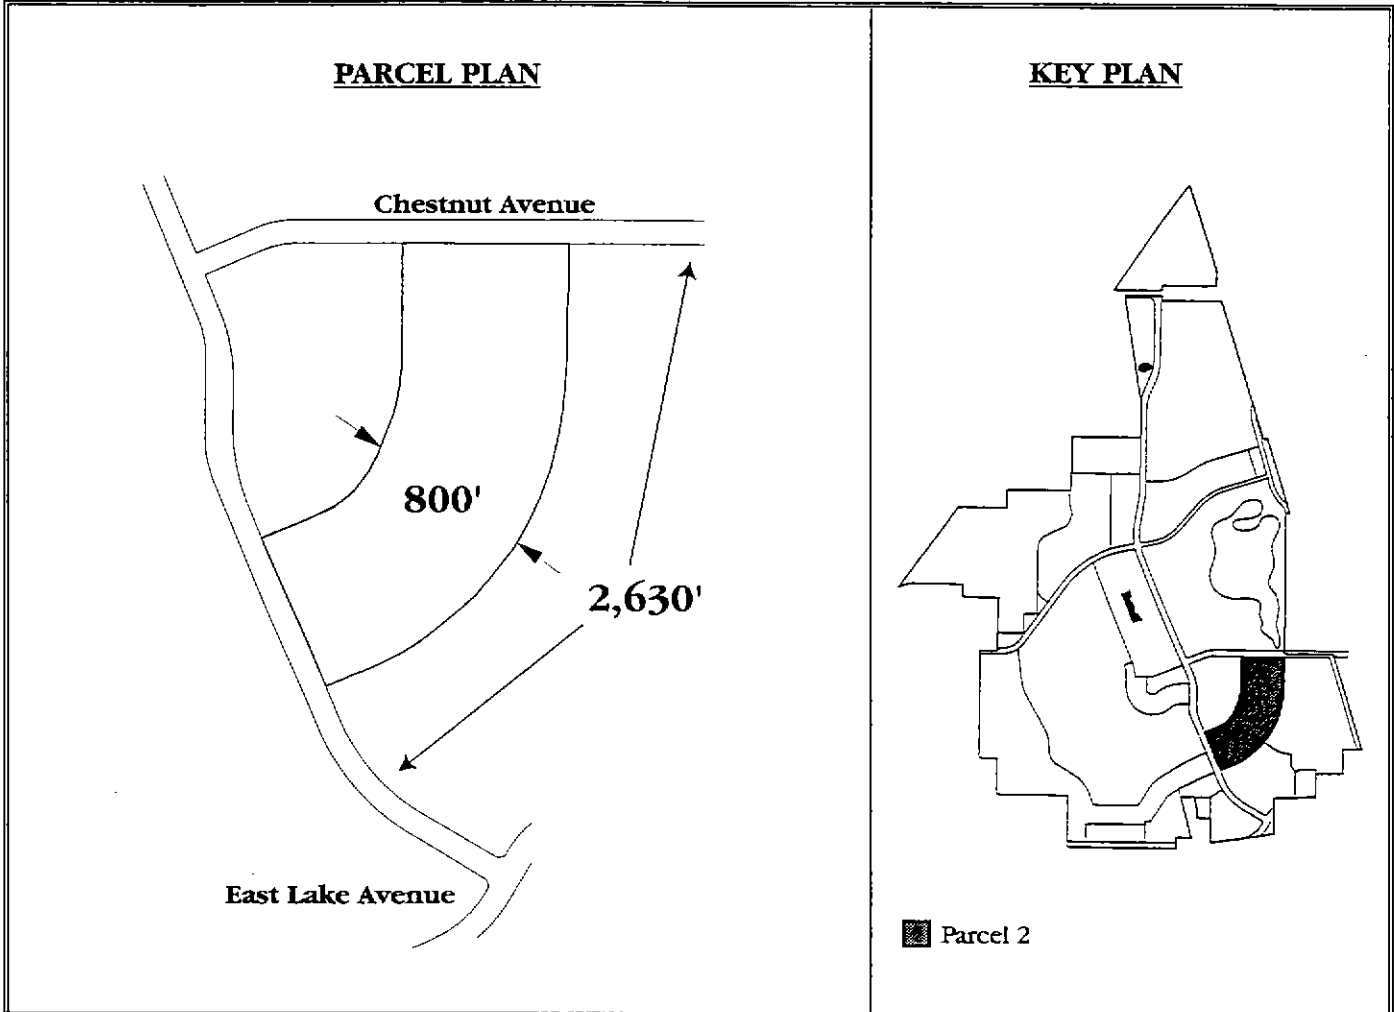 PARCEL PLAN
Chestnut Avenue
800'
2,630'
East Lake Avenue
KEY PLAN
Parcel 2